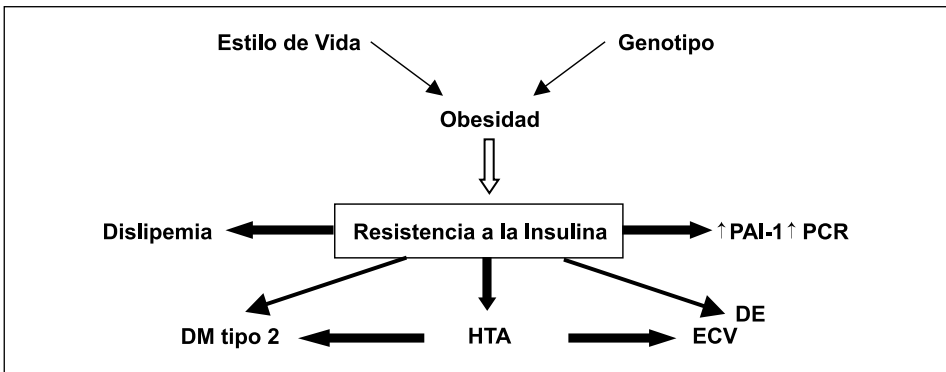 Estilo de Vida Genotipo
Obesidad
Dislipemia Resistencia a la Insulina ↑PAI-1↑ PCR
DE
DM tipo 2 HTA ECV